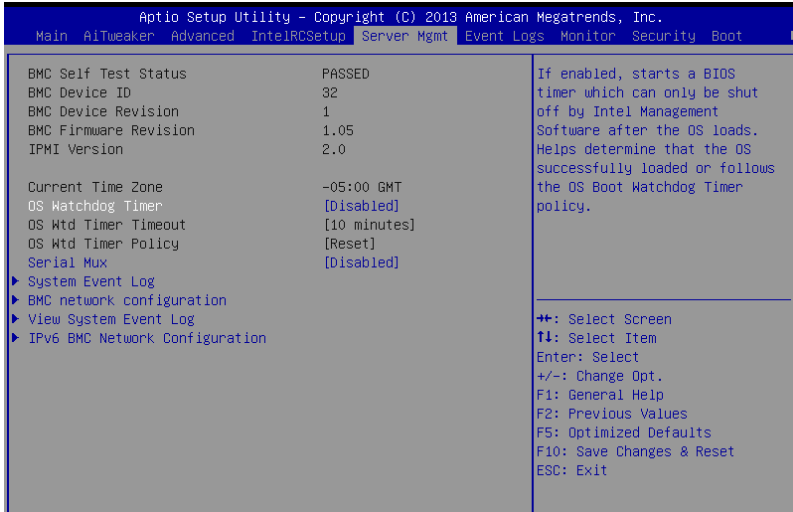 Aptio Setup Utility – Copyright (C) 2013 American Megatrends, Inc.
Main AiTweaker Advanced IntelRCSetup Server Mgmt Event Logs Monitor Security Boot
BMC Self Test Status PASSED
BMC Device ID 32
BMC Device Revision 1
BMC Firmware Revision 1.05
IPMI Version 2.0
Current Time Zone –05:00 GMT
OS Watchdog Timer [Disabled]
OS Wtd Timer Timeout [10 minutes]
OS Wtd Timer Policy [Reset]
Serial Mux [Disabled]
System Event Log
BMC network configuration
View System Event Log
IPv6 BMC Network Configuration
If enabled, starts a BIOS
timer which can only be shut
off by Intel Management
Software after the OS loads.
Helps determine that the OS
successfully loaded or follows
the OS Boot Watchdog Timer
policy.
→←: Select Screen
↑↓: Select Item
Enter: Select
+/–: Change Opt.
F1: General Help
F2: Previous Values
F5: Optimized Defaults
F10: Save Changes & Reset
ESC: Exit